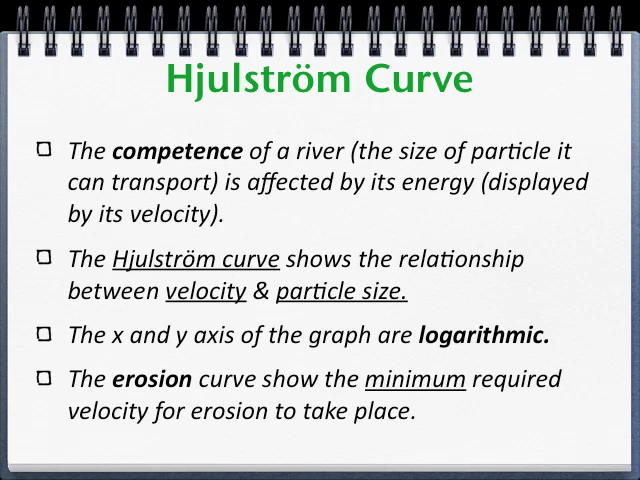 Hjulström Curve
The competence of a river (the size of particle it
can transport) is affected by its energy (displayed
by its velocity).
The Hjulström curve shows the relationship
between velocity & particle size.
The x and y axis of the graph are logarithmic.
The erosion curve show the minimum required
velocity for erosion to take place.